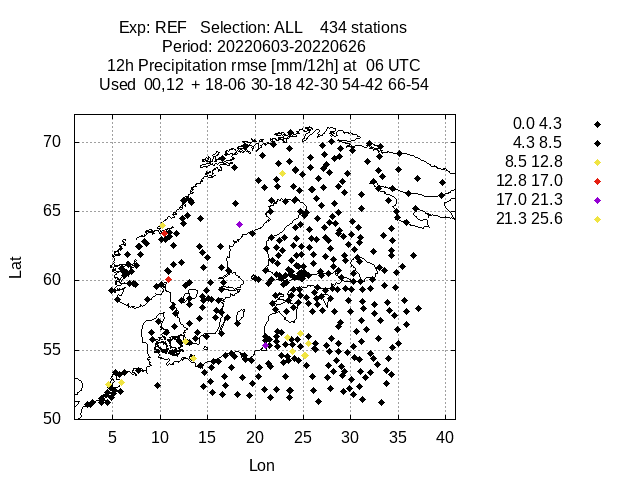 Exp: REF   Selection: ALL    434 stations
Period: 20220603-20220626
12h Precipitation rmse [mm/12h] at  06 UTC
Used  00,12  + 18-06 30-18 42-30 54-42 66-54
0.0 4.3
4.3 8.5
8.5 12.8
12.8 17.0
17.0 21.3
21.3 25.6
70
65
60
55
50
Lat
5 10 15 20 25 30 35 40
Lon